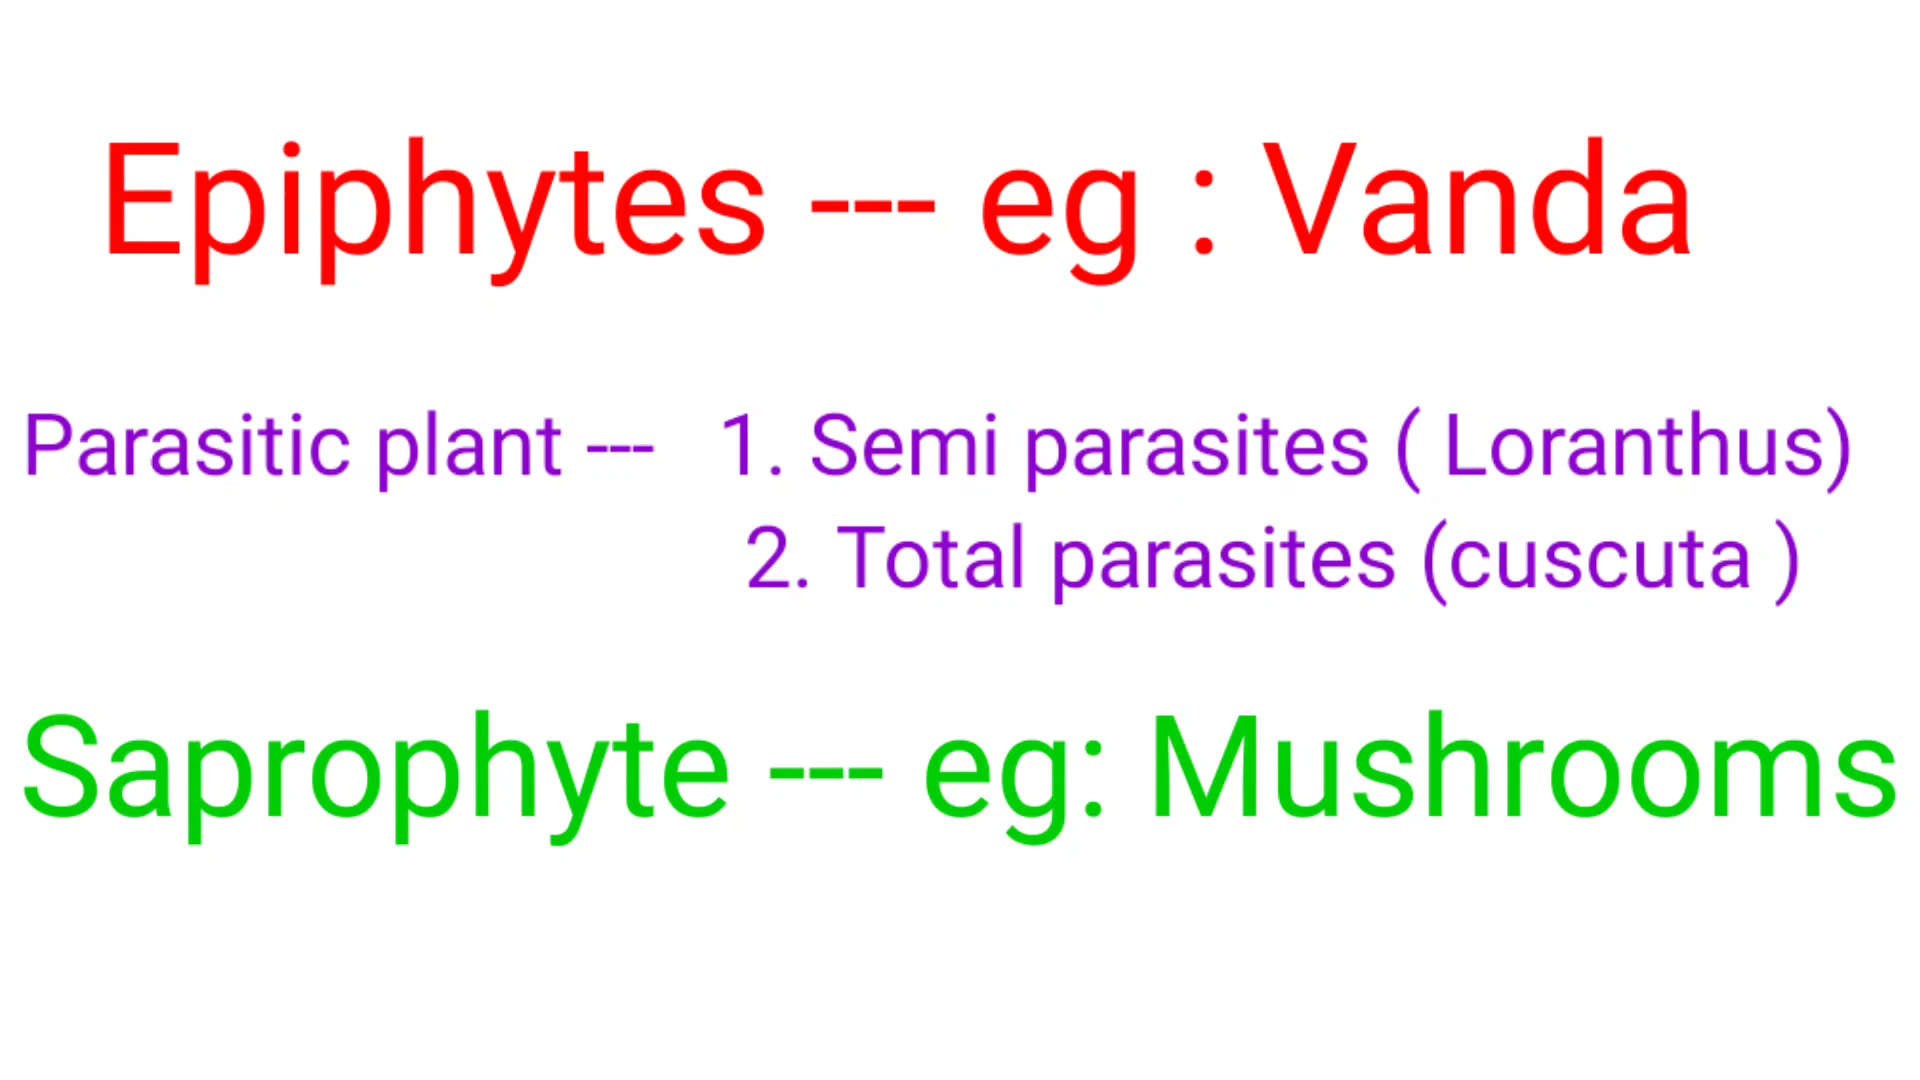 Epiphytes --- eg : Vanda
Parasitic plant --- 1. Semi parasites ( Loranthus)
2. Total parasites (cuscuta )
Saprophyte --- eg: Mushrooms